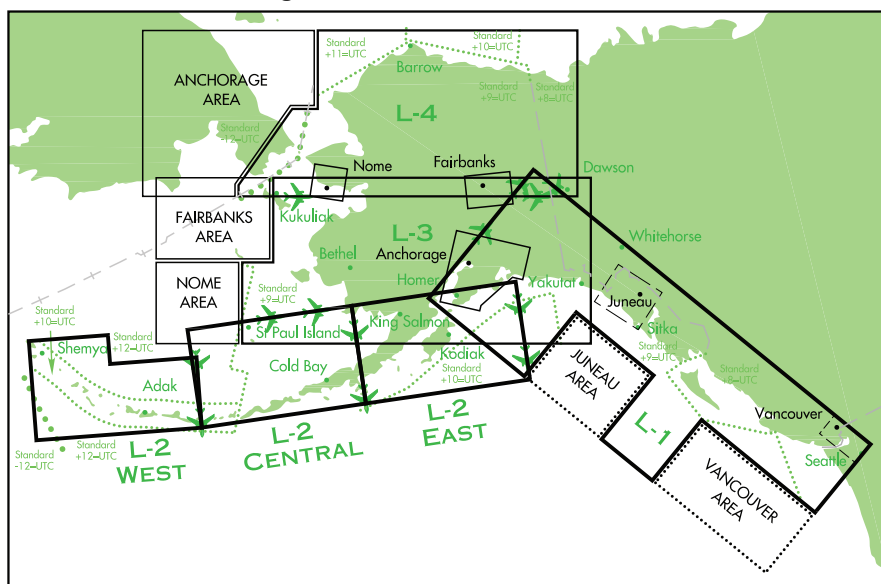 Standard
+11=UTC
Standard
+10=UTC
Barrow
ANCHORAGE
AREA
Standard
+9=UTC
Standard
+8=UTC
L-4
Standard
-12=UTC
Nome
Fairbanks
Dawson
Kukuliak
FAIRBANKS
AREA
L-3
Whitehorse
Bethel
Anchorage
NOME
AREA
Homer
Yakutat
Standard
+9=UTC
Juneau
Standard
+10=UTC
St Paul Island
King Salmon
Sitka
Shemya
Standard
+12=UTC
Kodiak
Standard
+9=UTC
JUNEAU
AREA
Cold Bay
Standard
+10=UTC
Standard
+8=UTC
Adak
Vancouver
L-1
L-2
WEST
L-2
CENTRAL
L-2
EAST
Standard
-12=UTC
Standard
+12=UTC
Seattle
VANCOUVER
AREA